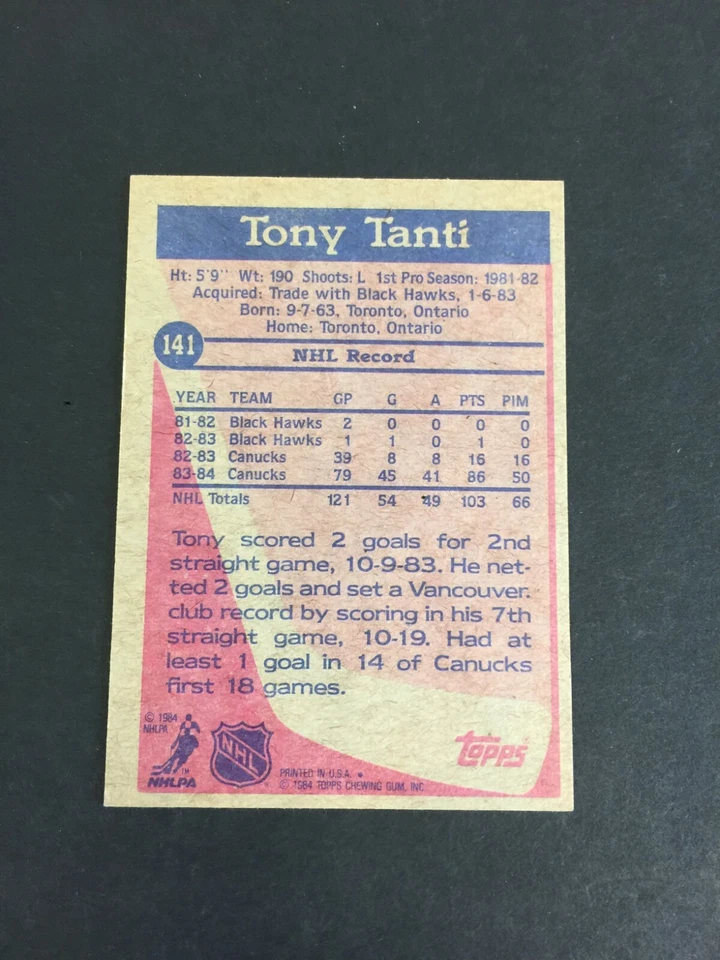 Tony Tanti
Ht: 5'9" Wt: 190 Shoots: L 1st Pro Season: 1981-82
Acquired: Trade with Black Hawks, 1-6-83
Born: 9-7-63, Toronto, Ontario
Home: Toronto, Ontario
141
NHL Record
YEAR TEAM GP G A PTS PIM
81-82 Black Hawks 2 0 0 0 0
82-83 Black Hawks 1 1 0 1 0
82-83 Canucks 39 8 8 16 16
83-84 Canucks 79 45 41 86 50
NHL Totals 121 54 49 103 66
Tony scored 2 goals for 2nd
straight game, 10-9-83. He net-
ted 2 goals and set a Vancouver
club record by scoring in his 7th
straight game, 10-19. Had at
least 1 goal in 14 of Canucks
first 18 games.
© 1984
NHLPA
TM
NHLPA
NHL
Topps
PRINTED IN U.S.A.
© 1984 TOPPS CHEWING GUM, INC